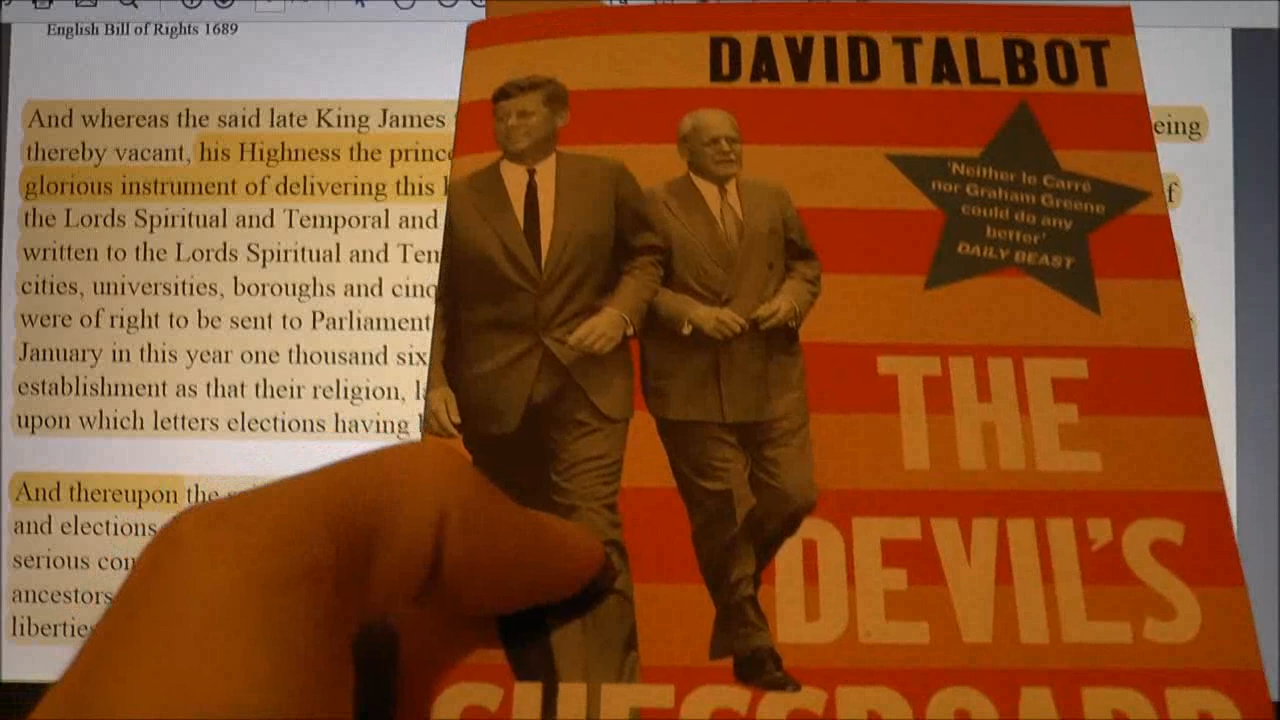 English Bill of Rights 1689
And whereas the said late King James
eing
thereby vacant, his Highness the princ
glorious instrument of delivering this
f
the Lords Spiritual and Temporal and
written to the Lords Spiritual and Ten
cities, universities, boroughs and cinq
were of right to be sent to Parliament
January in this year one thousand six
establishment as that their religion, l
upon which letters elections having
And thereupon the
and elections
serious con
ancestors
liberties
DAVID TALBOT
'Neither le Carré
nor Graham Greene
could do any
better'
DAILY BEAST
THE
DEVIL'S
CHESSBOARD